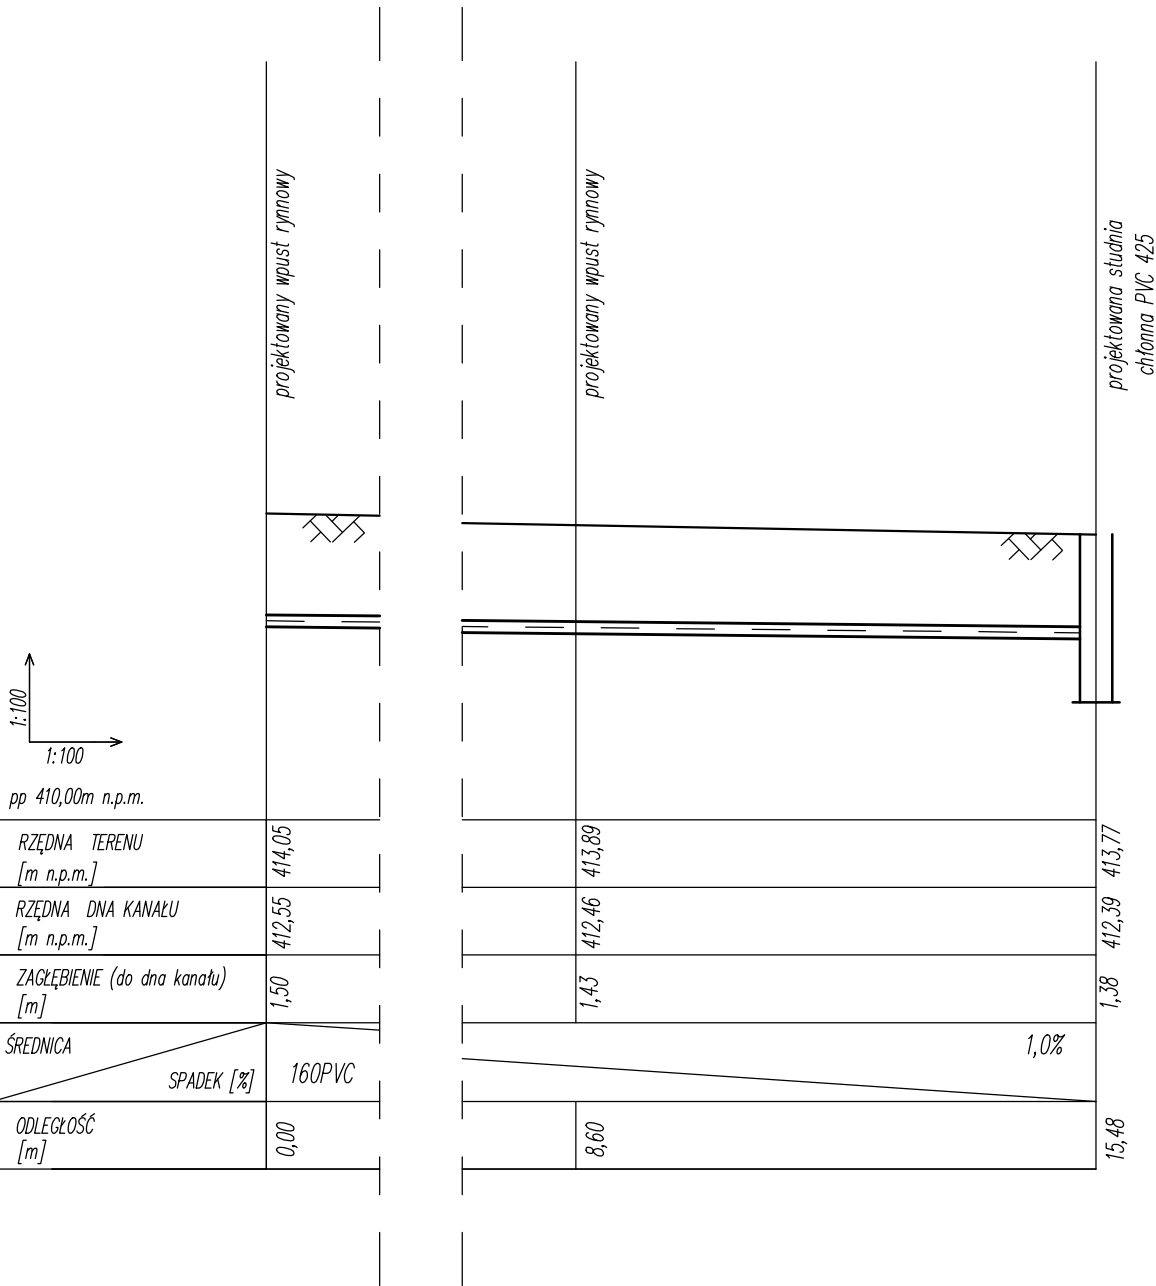 projektowany wpust rynnowy
projektowany wpust rynnowy
projektowana studnia
chłonna PVC 425
1:100
1:100
pp 410,00m n.p.m.
RZĘDNA TERENU
[m n.p.m.]
414,05
413,89
413,77
RZĘDNA DNA KANAŁU
[m n.p.m.]
412,55
412,46
412,39
ZAGŁĘBIENIE (do dna kanału)
[m]
1,50
1,43
1,38
ŚREDNICA
SPADEK [%]
160PVC
1,0%
ODLEGŁOŚĆ
[m]
0,00
8,60
15,48